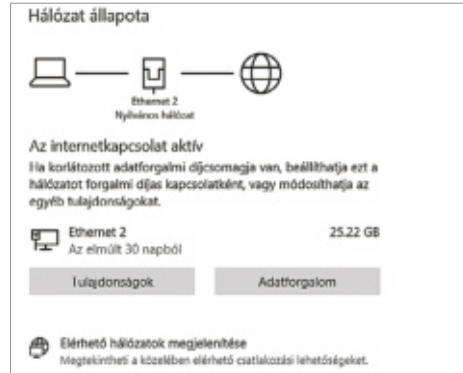 Hálózat állapota
Ethernet 2
Nyilvános hálózat
Az internetkapcsolat aktív
Ha korlátozott adatforgalmi díjcsomagja van, beállíthatja ezt a
hálózatot forgalmi díjas kapcsolatként, vagy módosíthatja az
egyéb tulajdonságokat.
Ethernet 2 25.22 GB
Az elmúlt 30 napból
Tulajdonságok Adatforgalom
Elérhető hálózatok megjelenítése
Megtekintheti a közelében elérhető csatlakozási lehetőségeket.